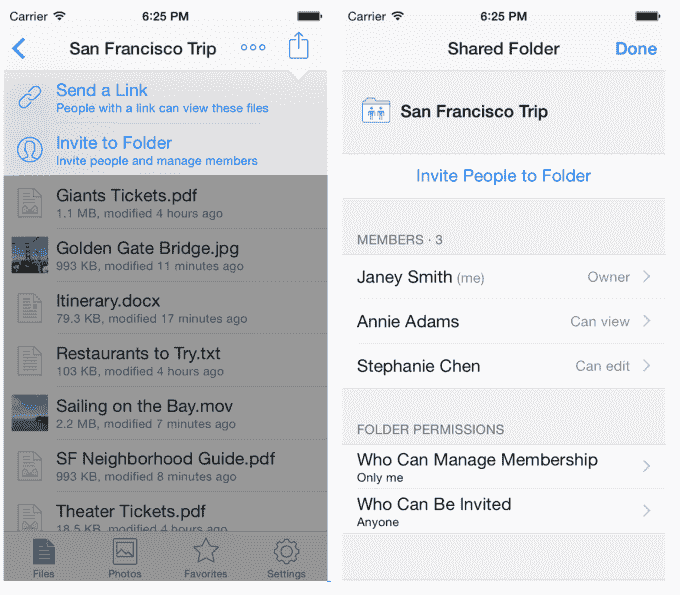 Carrier 6:25 PM
San Francisco Trip
Send a Link
People with a link can view these files
Invite to Folder
Invite people and manage members
Giants Tickets.pdf
1.1 MB, modified 4 hours ago
Golden Gate Bridge.jpg
993 KB, modified 11 minutes ago
Itinerary.docx
79.3 KB, modified 17 minutes ago
Restaurants to Try.txt
103 KB, modified 4 hours ago
Sailing on the Bay.mov
2.2 MB, modified 7 minutes ago
SF Neighborhood Guide.pdf
993 KB, modified 8 minutes ago
Theater Tickets.pdf
18.5 KB, modified 4 hours ago
Files Photos Favorites Settings
Carrier 6:25 PM
Shared Folder Done
San Francisco Trip
Invite People to Folder
MEMBERS · 3
Janey Smith (me) Owner
Annie Adams Can view
Stephanie Chen Can edit
FOLDER PERMISSIONS
Who Can Manage Membership
Only me
Who Can Be Invited
Anyone